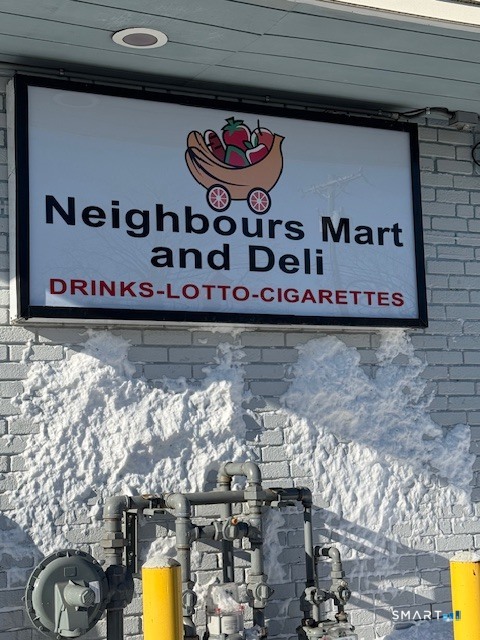 Neighbours Mart
and Deli
DRINKS-LOTTO-CIGARETTES
SMART